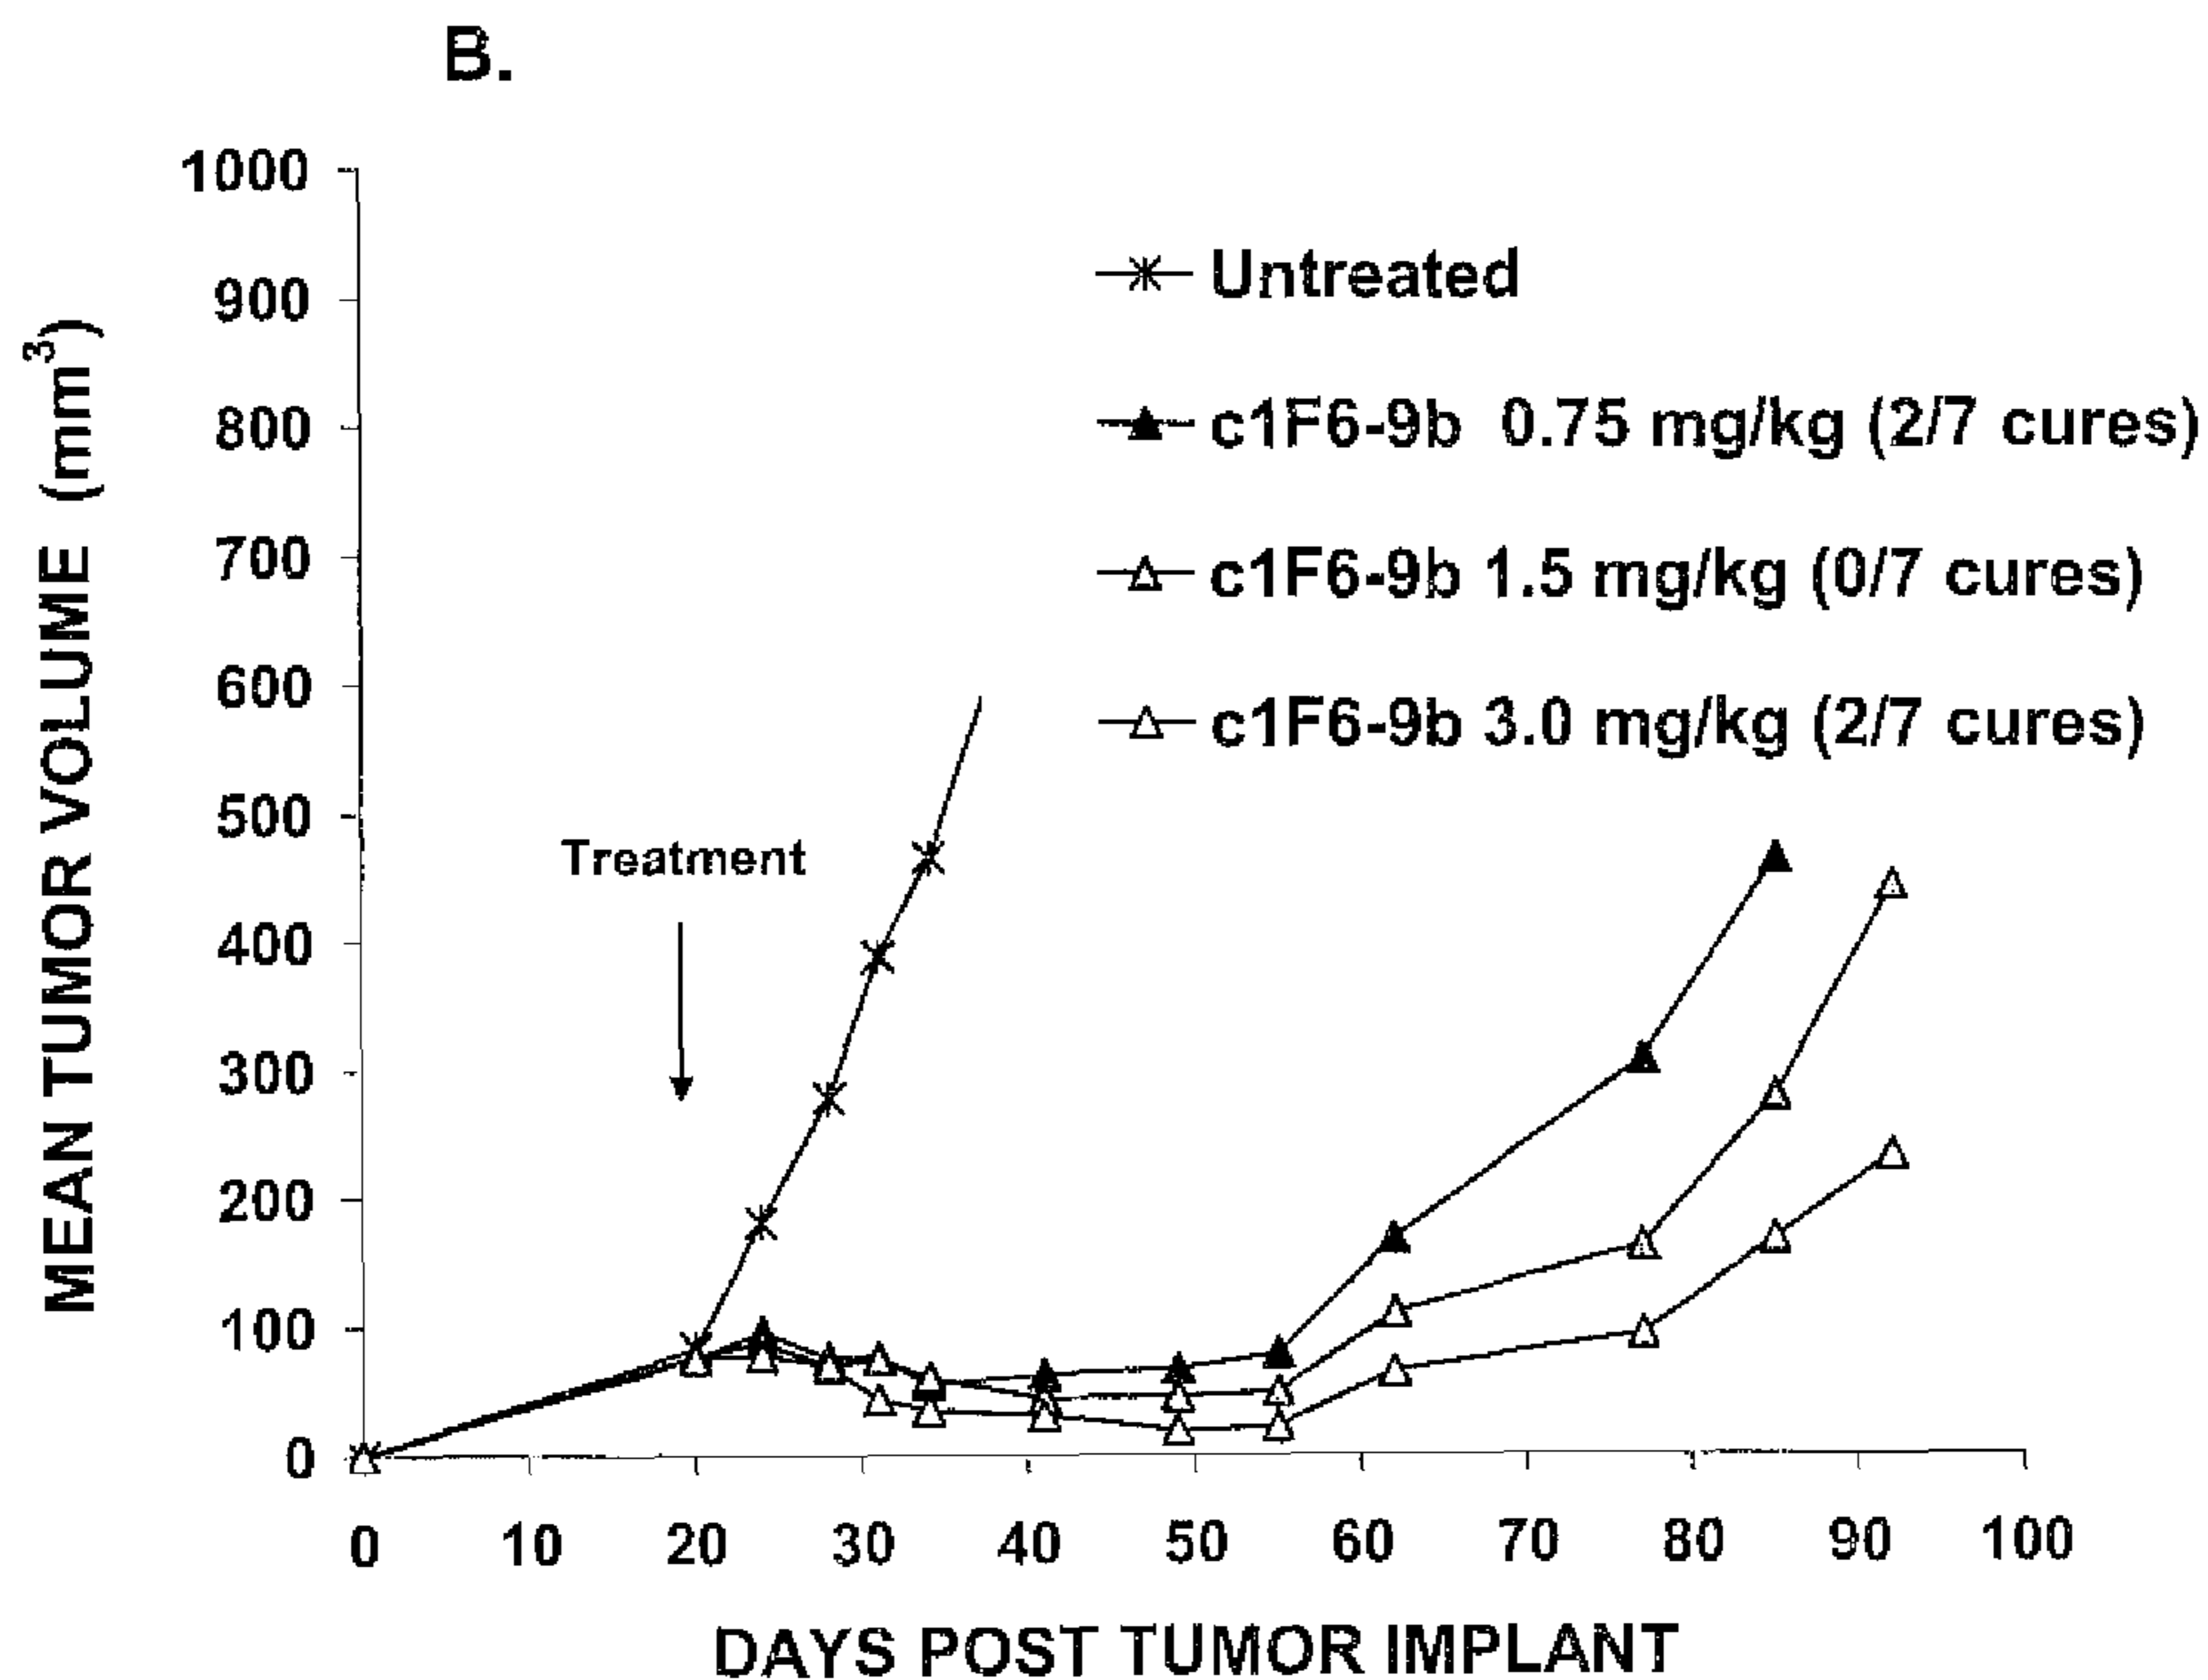 B.
1000
900
800
700
600
500
400
300
200
100
0
MEAN TUMOR VOLUME (mm³)
Untreated
c1F6-9b 0.75 mg/kg (2/7 cures)
c1F6-9b 1.5 mg/kg (0/7 cures)
c1F6-9b 3.0 mg/kg (2/7 cures)
Treatment
0 10 20 30 40 50 60 70 80 90 100
DAYS POST TUMOR IMPLANT